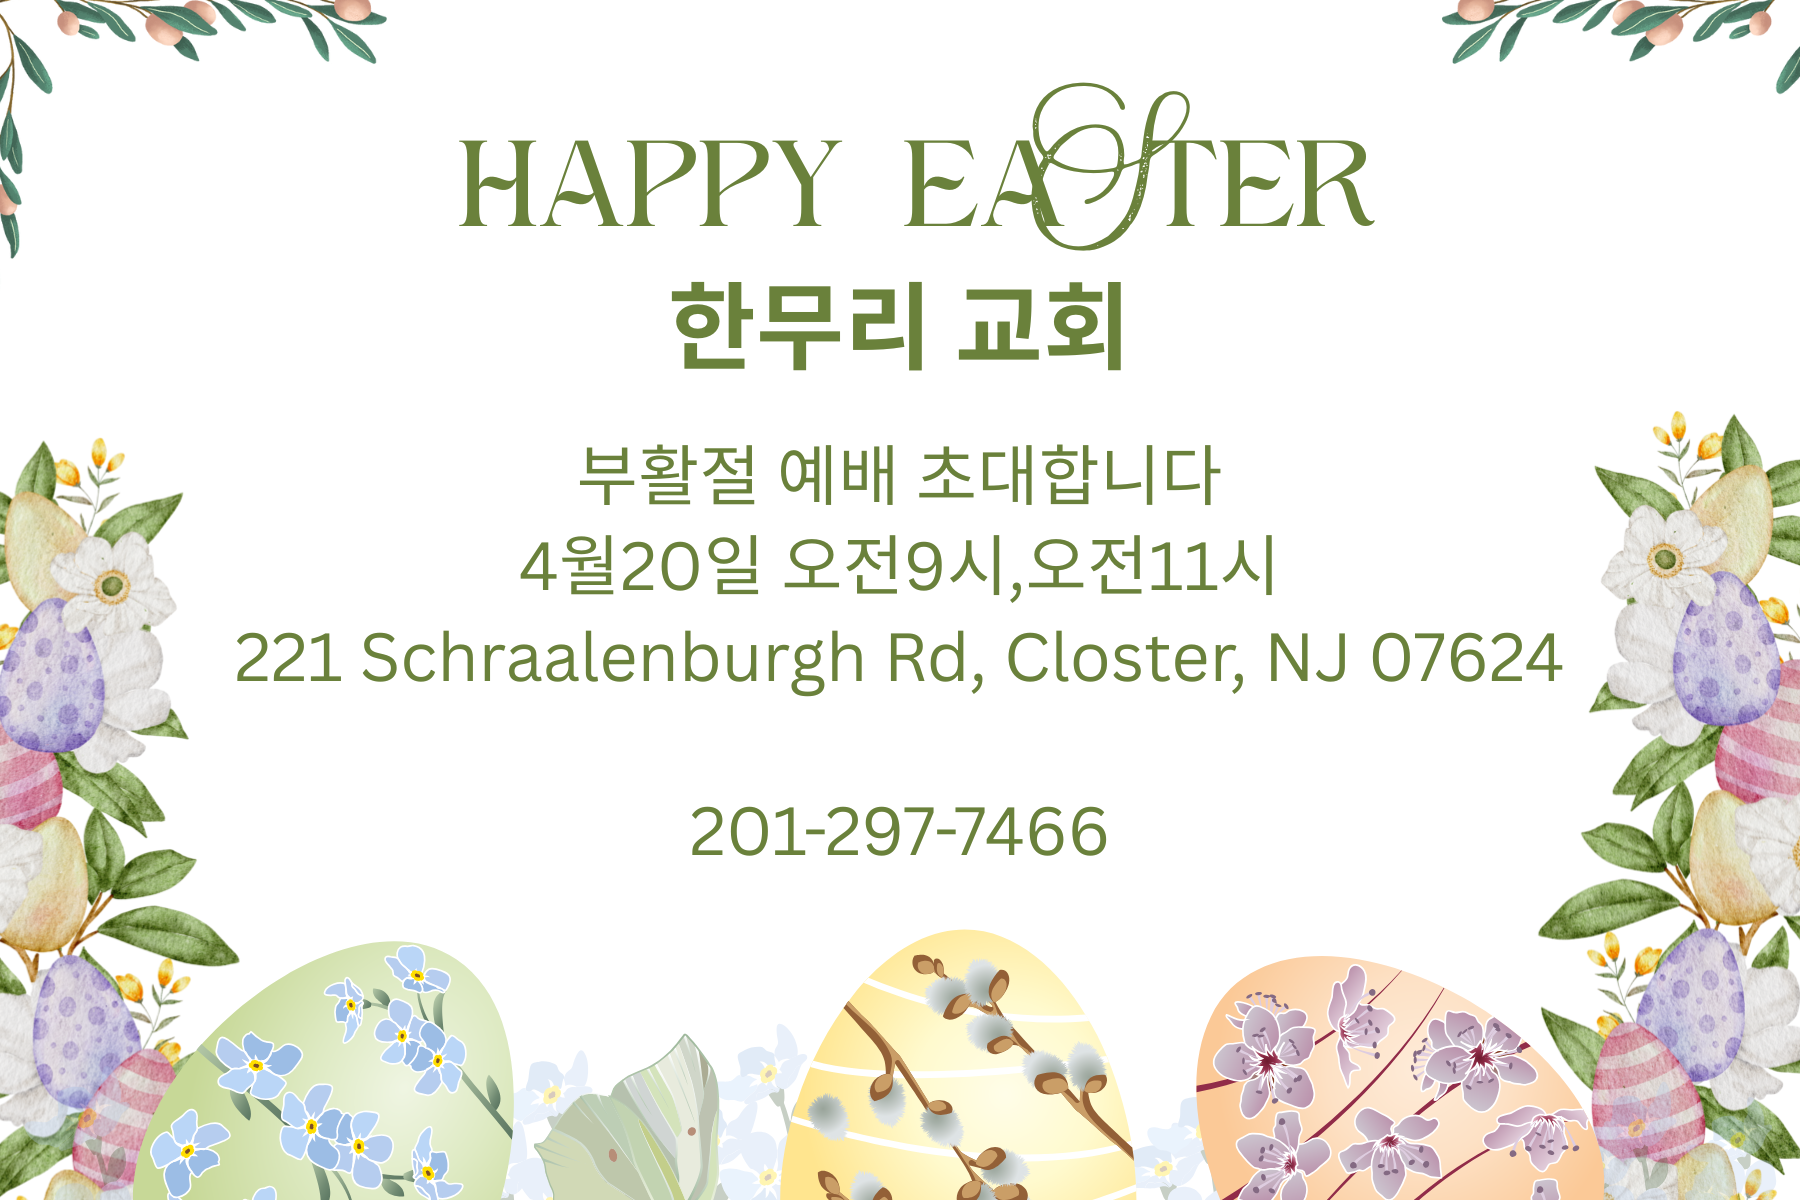 HAPPY EASTER
한무리 교회
부활절 예배 초대합니다
4월20일 오전9시,오전11시
221 Schraalenburgh Rd, Closter, NJ 07624
201-297-7466